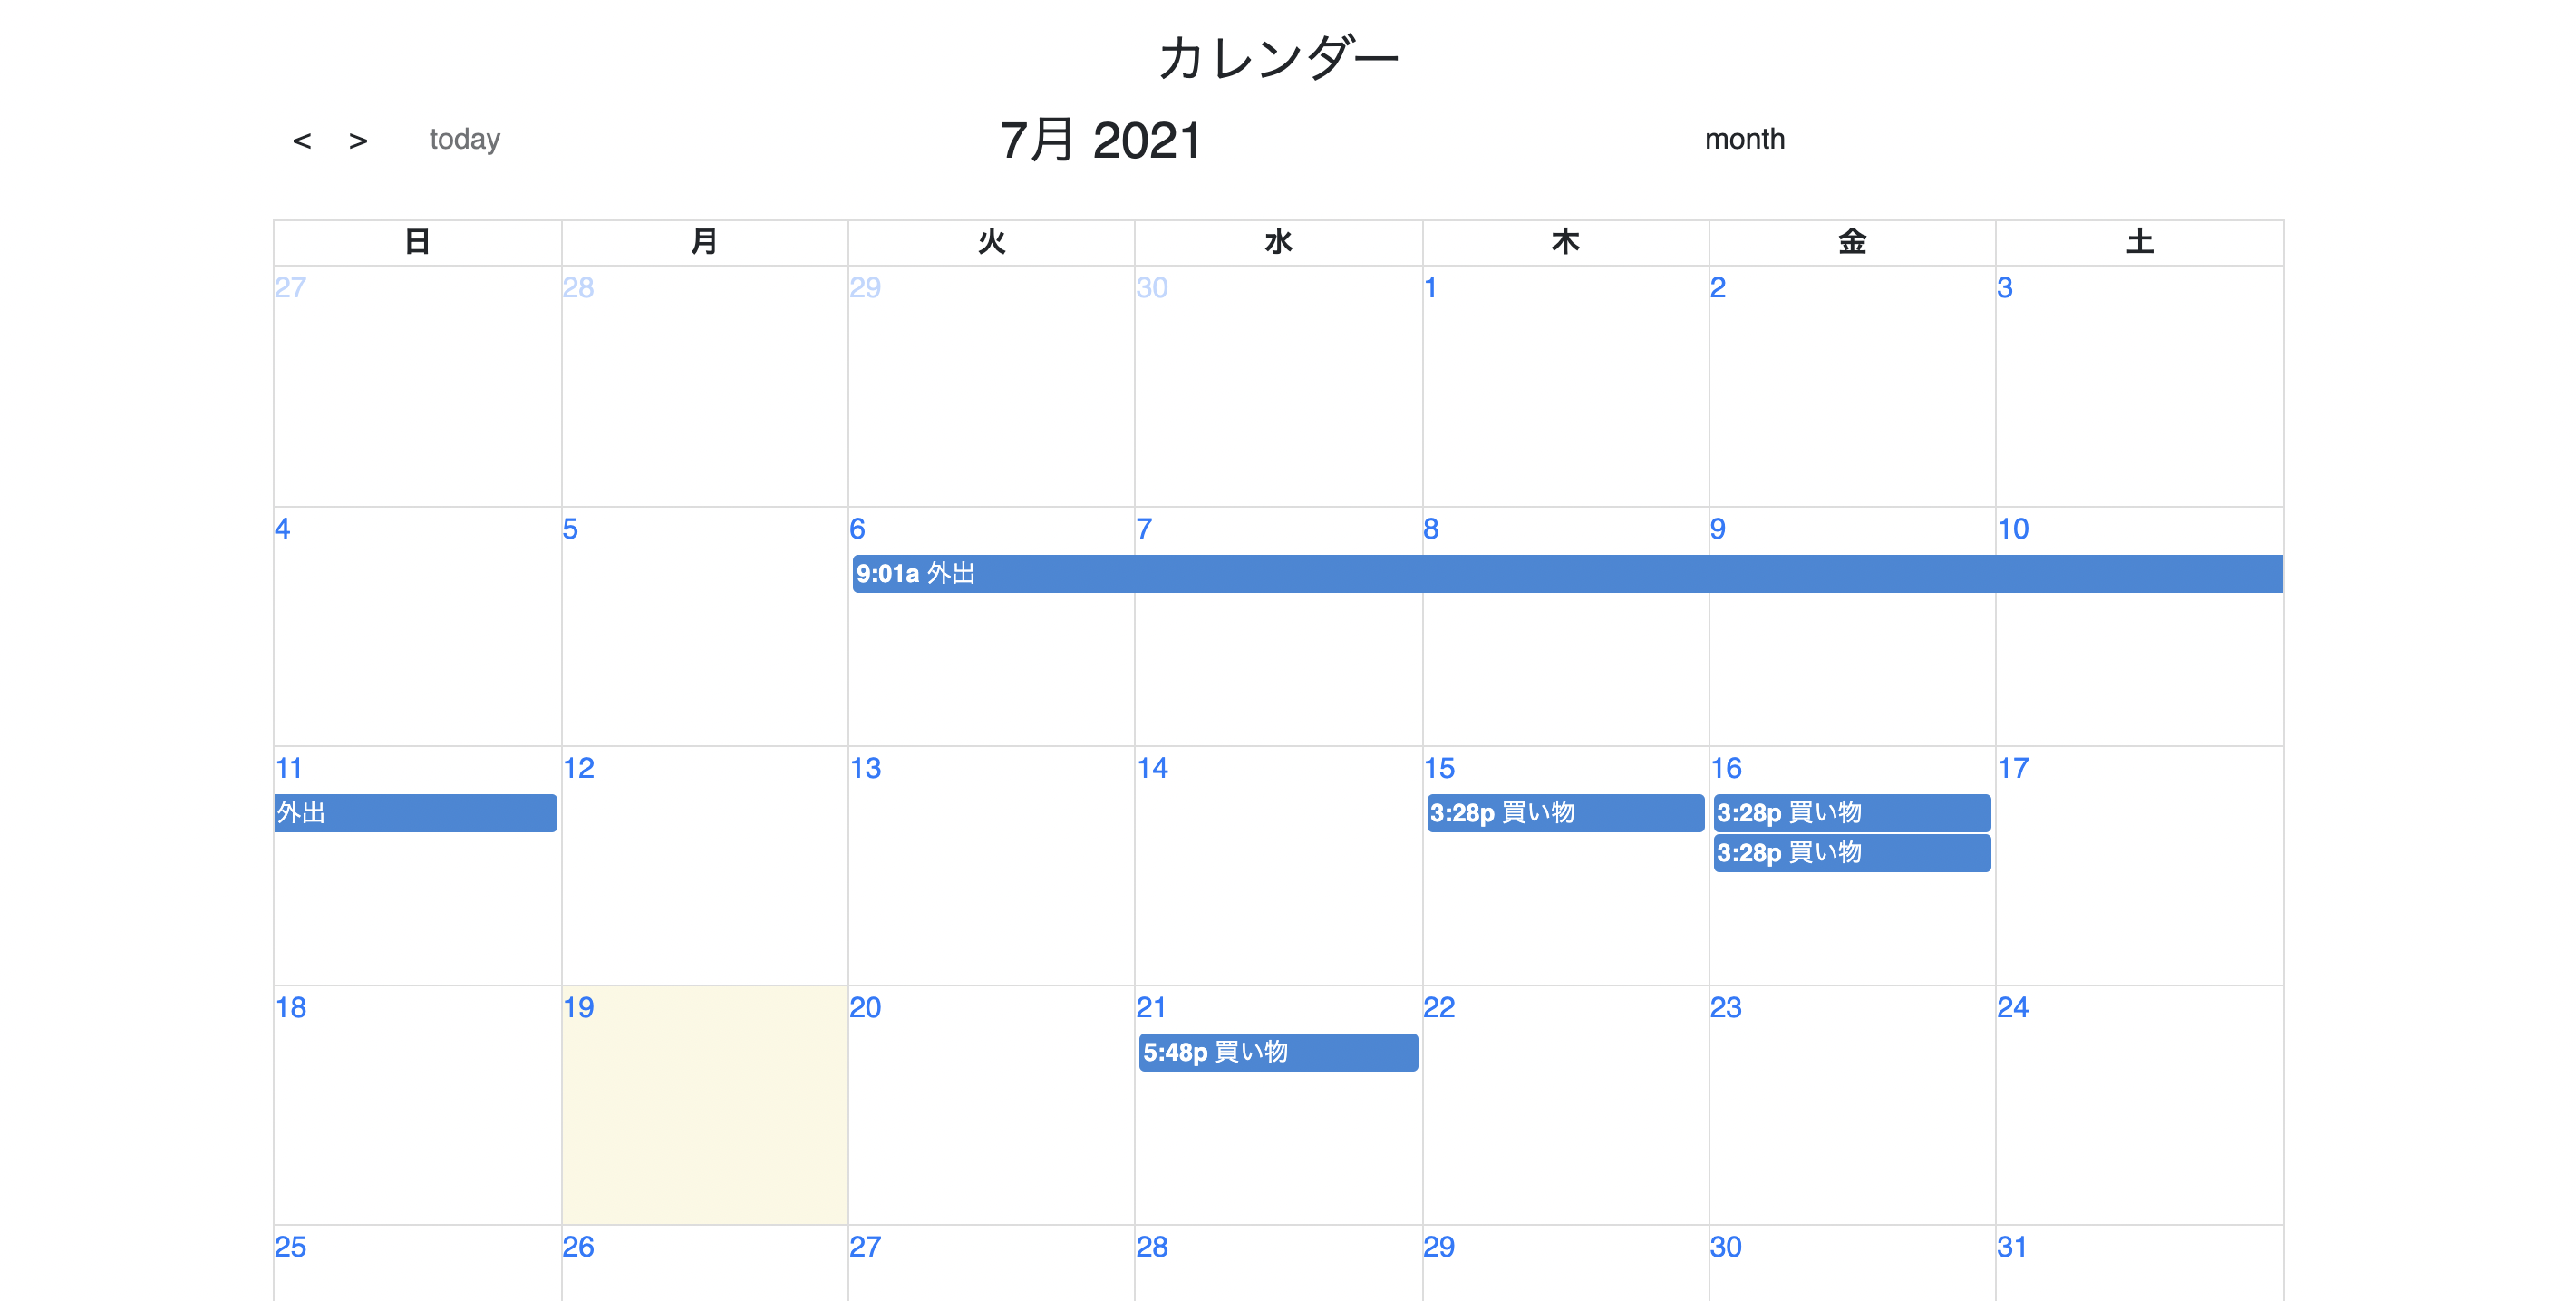 カレンダー
< > today 7月 2021 month
日 月 火 水 木 金 土
27 28 29 30 1 2 3
4 5 6 7 8 9 10
9:01a 外出
11 12 13 14 15 16 17
外出 3:28p 買い物 3:28p 買い物
3:28p 買い物
18 19 20 21 22 23 24
5:48p 買い物
25 26 27 28 29 30 31